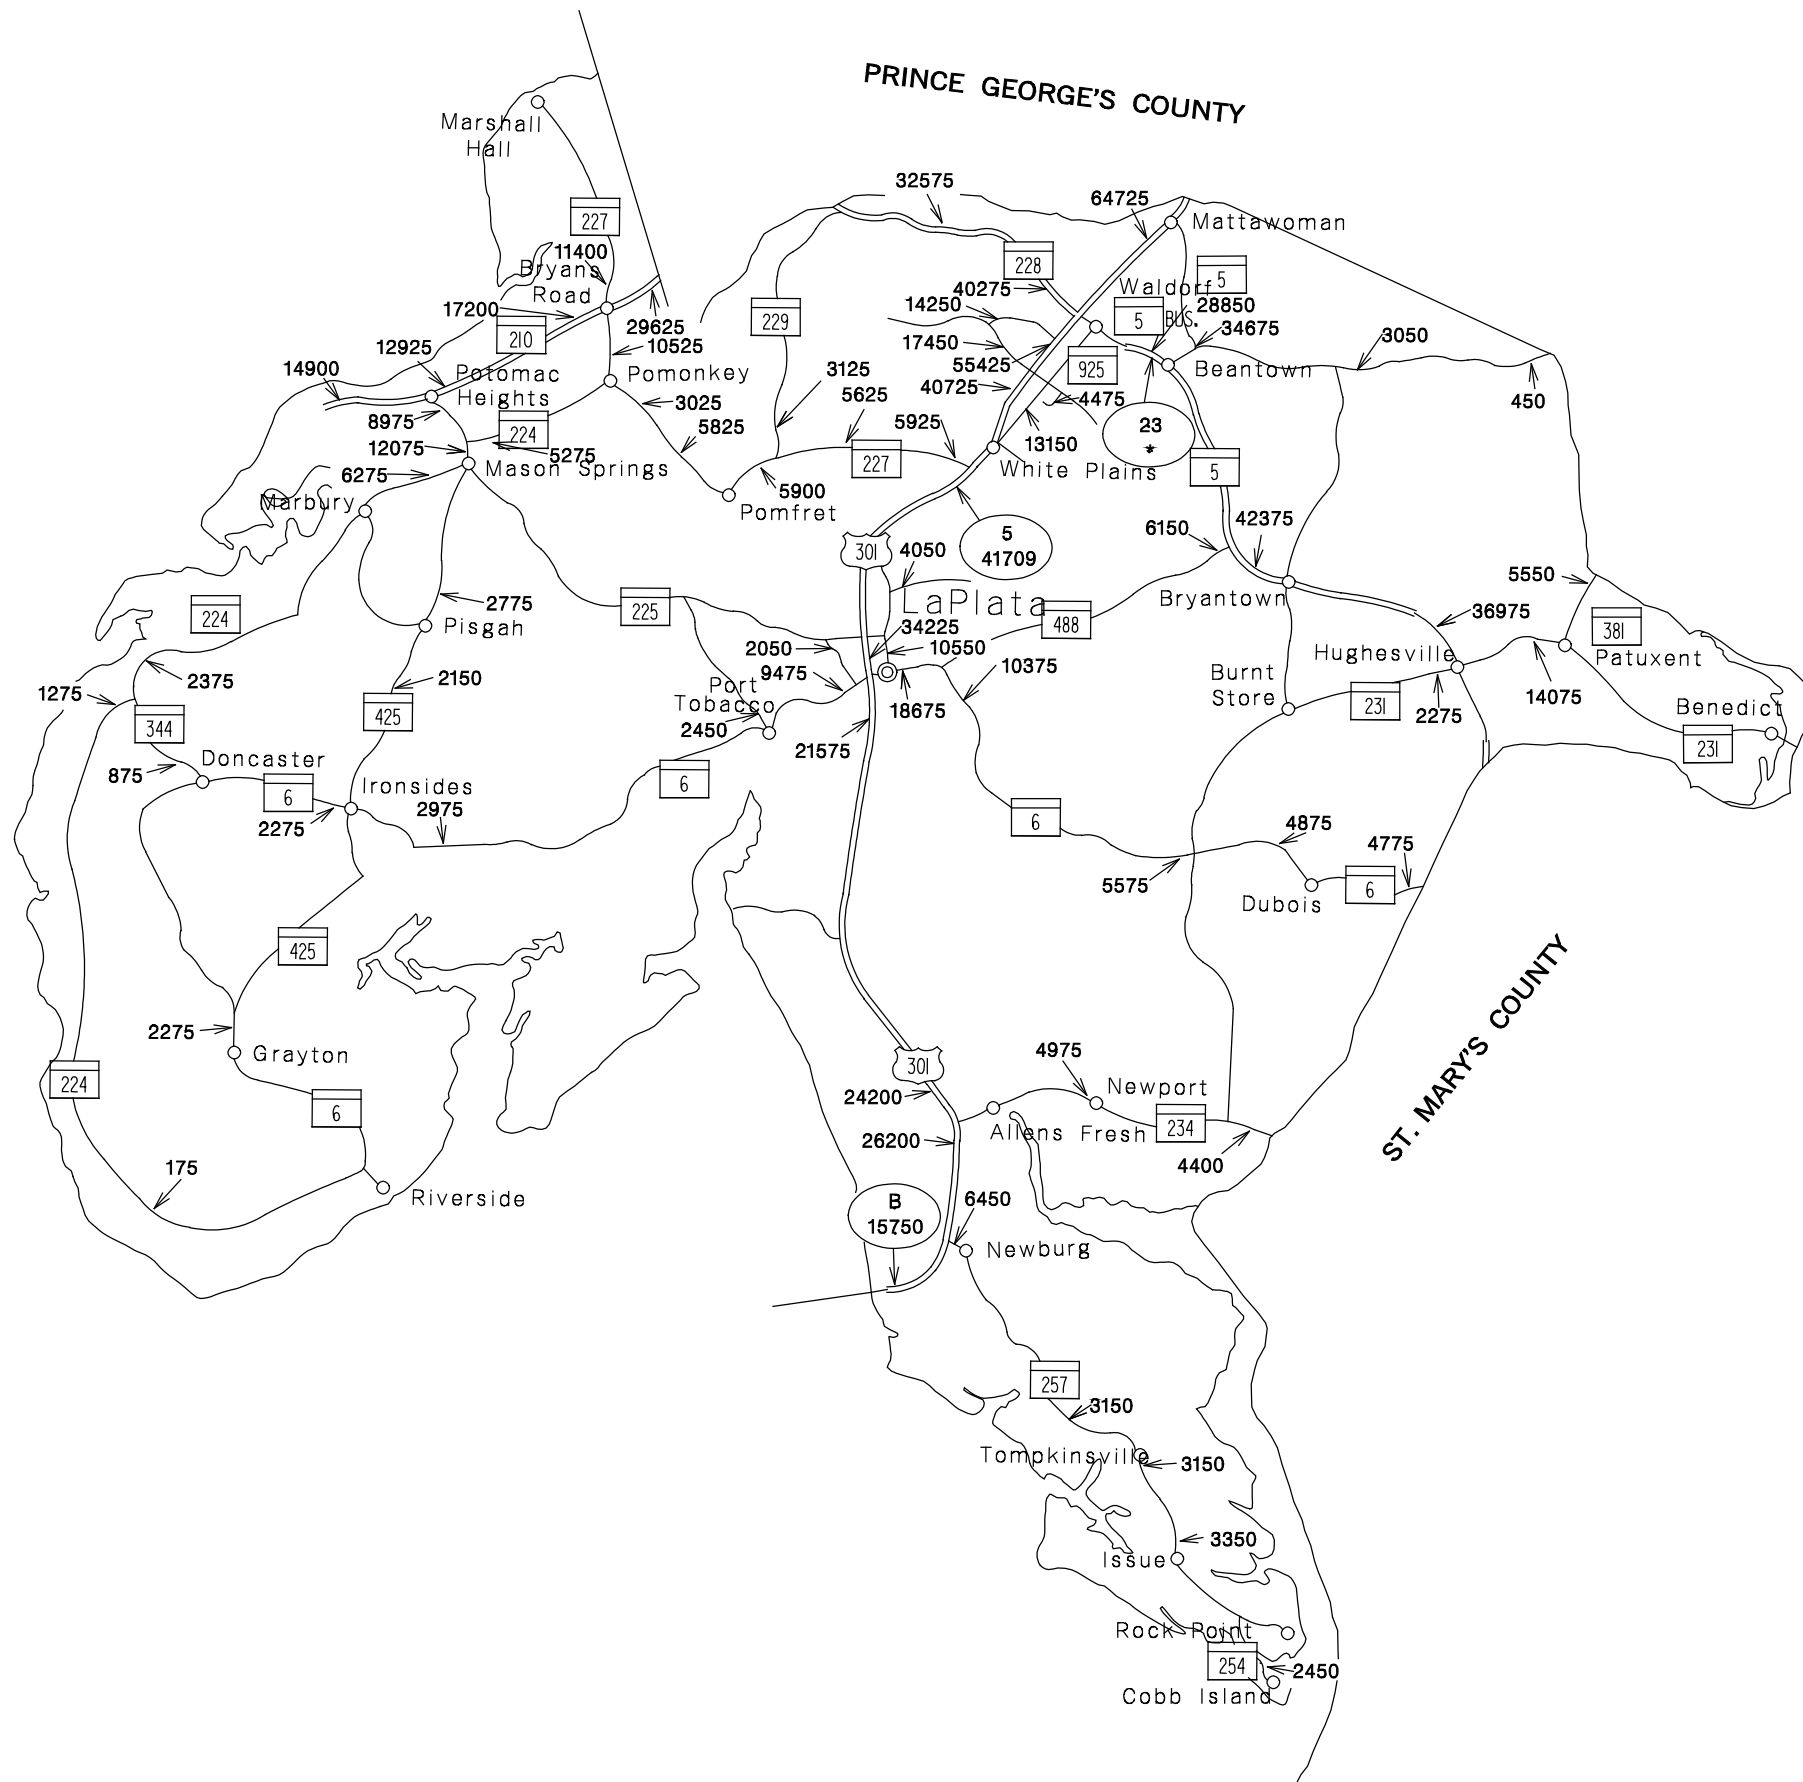 PRINCE GEORGE'S COUNTY
Marshall
Hall
227
11400
Bryans
Road
17200
210
29625
10525
12925
14900
Potomac
Heights
Pomonkey
8975
224
3025
12075
5275
5825
Mason Springs
6275
Marbury
Pomfret
32575
64725
Mattawoman
228
5
Waldorf
40275
14250
28850
5
BUS.
34675
229
17450
55425
925
3050
Beantown
40725
4475
450
3125
5625
5925
23
*
13150
227
White Plains
5
5900
5
41709
301
4050
6150
42375
5550
LaPlata
Bryantown
488
36975
381
224
2775
Pisgah
225
34225
2050
10550
10375
Hughesville
Patuxent
2375
9475
Burnt
Store
1275
2150
Port
Tobacco
18675
231
2275
14075
Benedict
344
425
2450
21575
231
Doncaster
875
6
Ironsides
6
2275
2975
6
4875
4775
5575
Dubois
6
425
ST. MARY'S COUNTY
2275
Grayton
224
6
301
4975
Newport
24200
Allens Fresh
234
26200
4400
175
Riverside
B
15750
6450
Newburg
257
3150
Tompkinsville
3150
3350
Issue
Rock Point
254
2450
Cobb Island